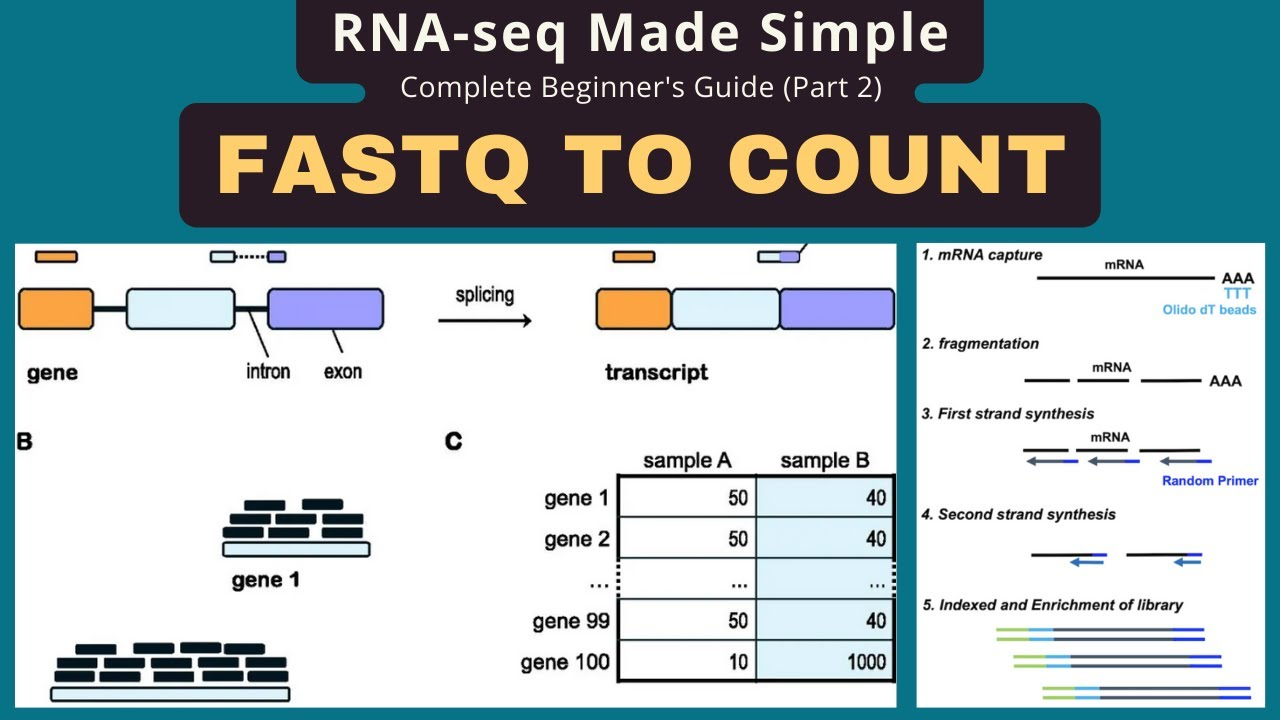 RNA-seq Made Simple
Complete Beginner's Guide (Part 2)
FASTQ TO COUNT
splicing
gene
intron
exon
transcript
B
gene 1
C
sample A sample B
gene 1 50 40
gene 2 50 40
... ... ...
gene 99 50 40
gene 100 10 1000
1. mRNA capture
mRNA
AAA
TTT
Olido dT beads
2. fragmentation
mRNA
AAA
3. First strand synthesis
mRNA
Random Primer
4. Second strand synthesis
5. Indexed and Enrichment of library